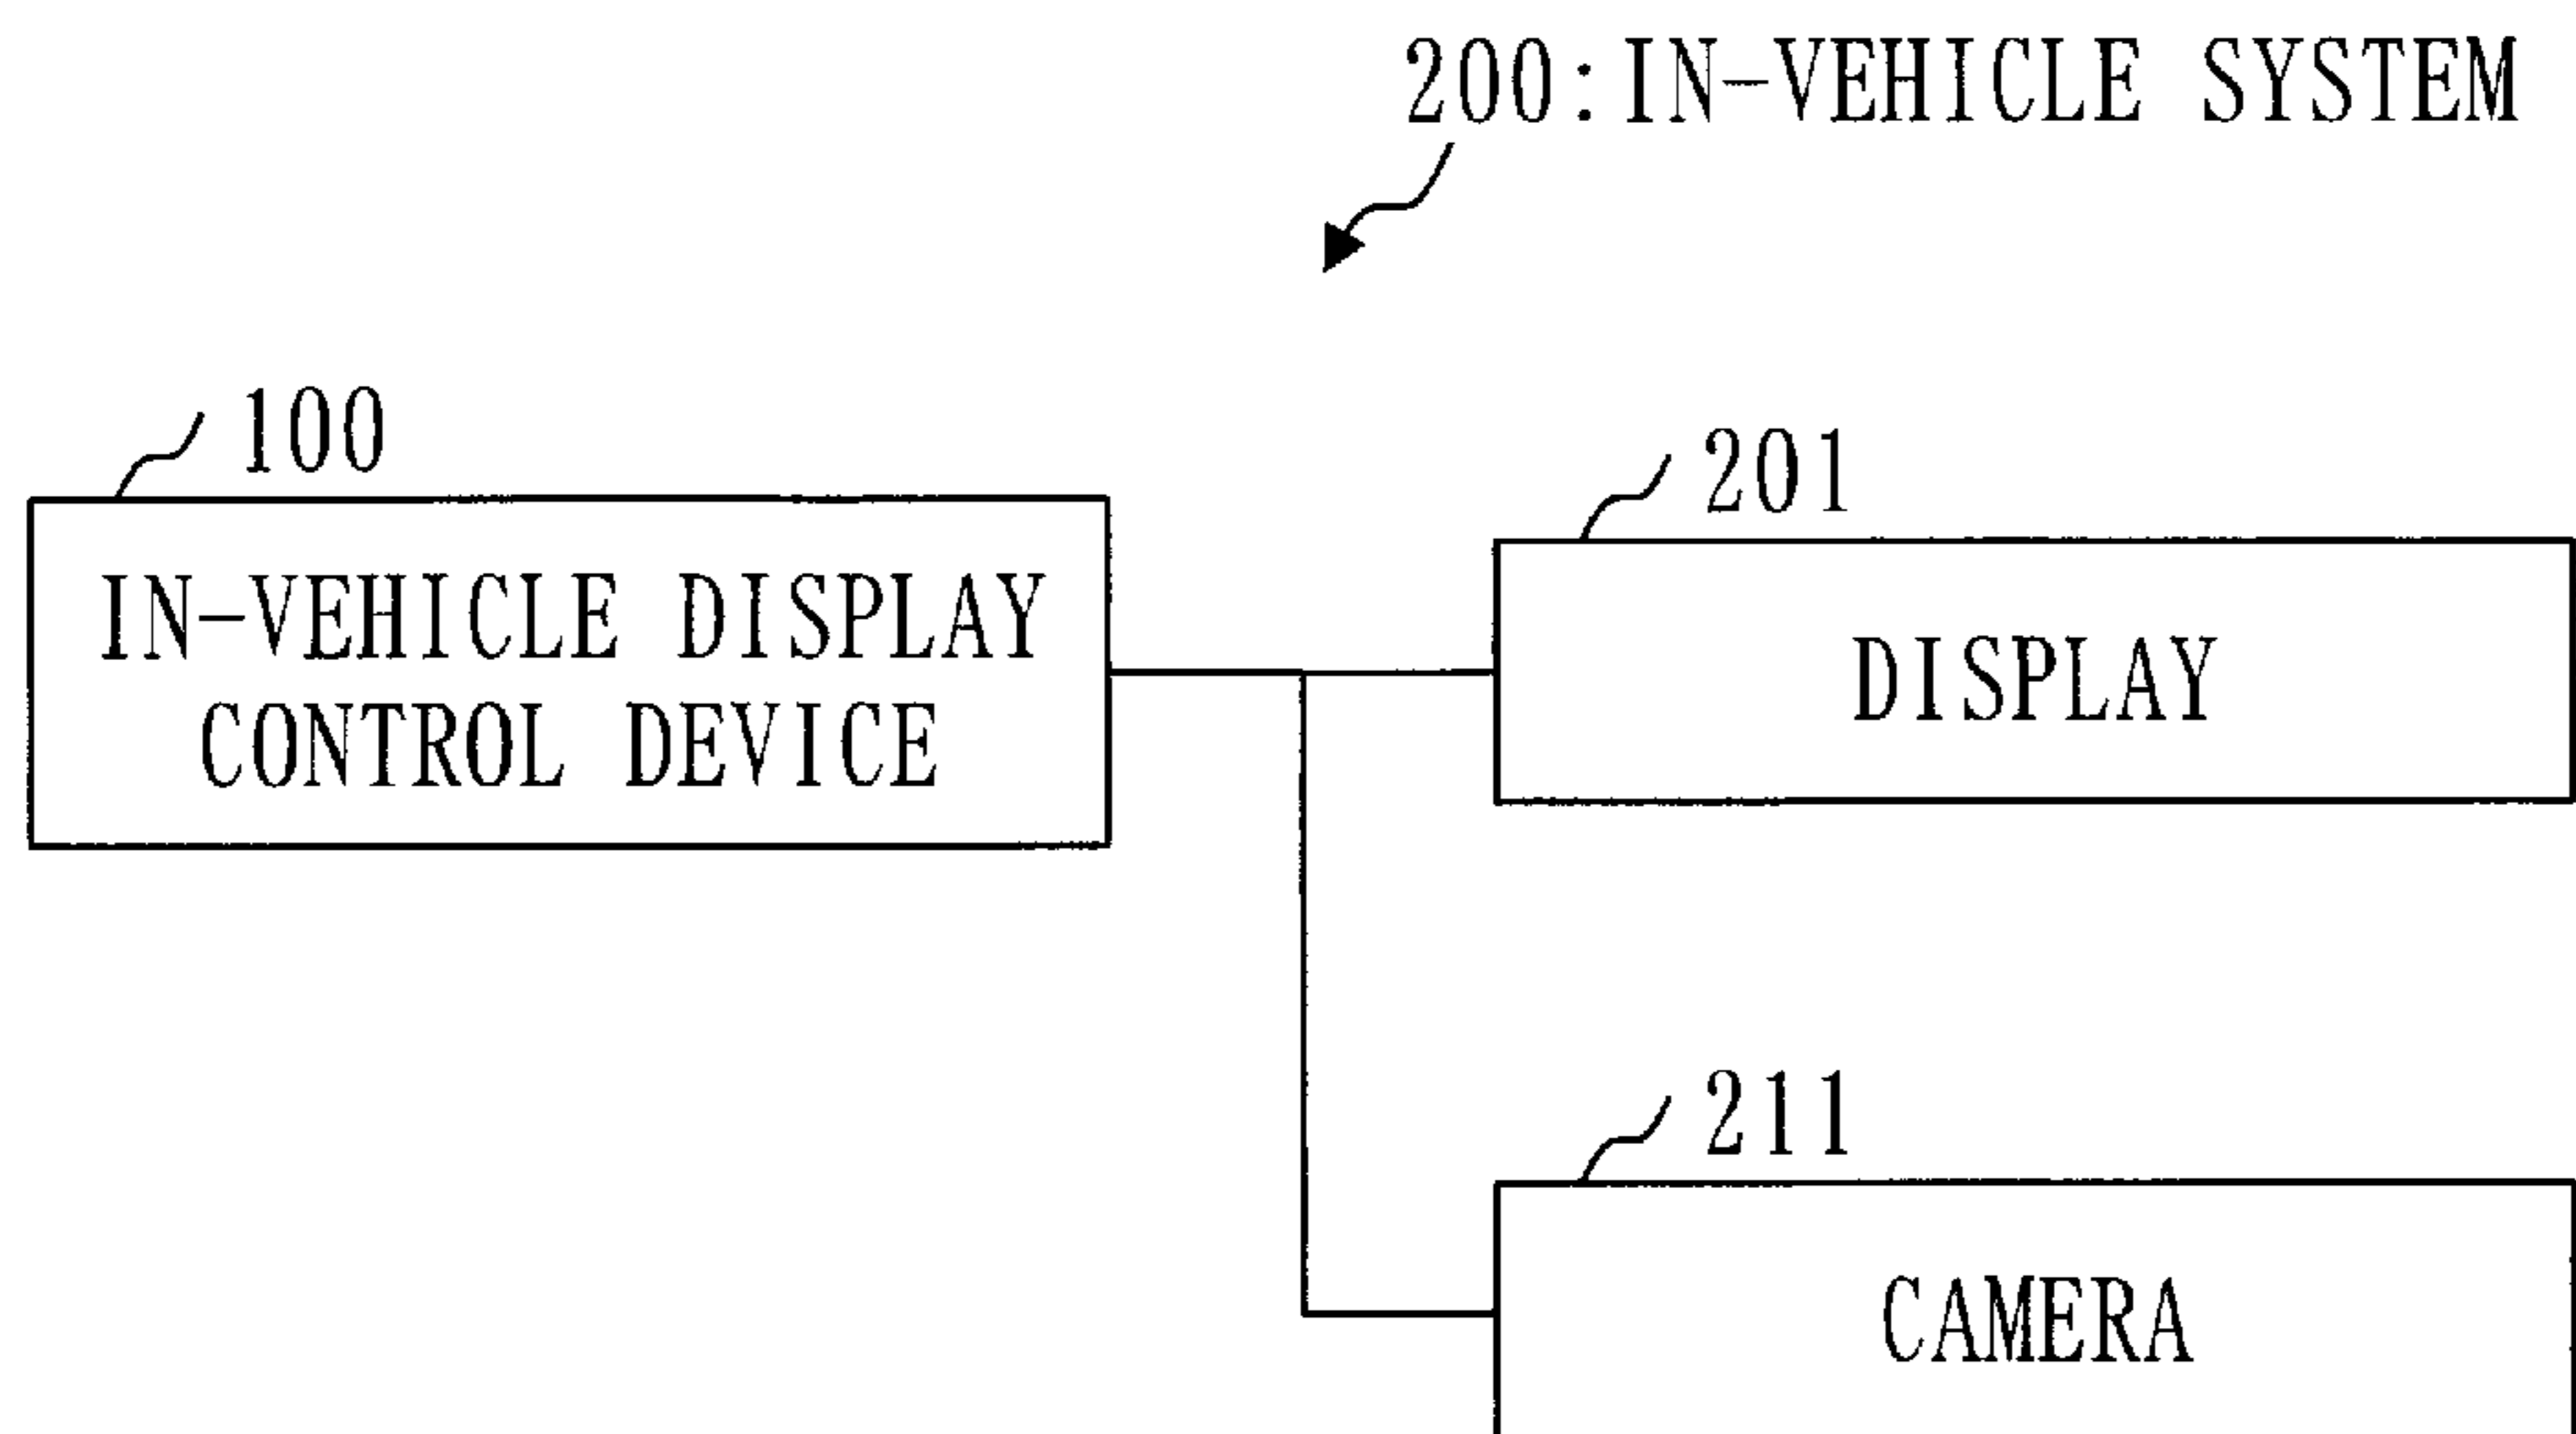 200:IN-VEHICLE SYSTEM
100
IN-VEHICLE DISPLAY
CONTROL DEVICE
201
DISPLAY
211
CAMERA